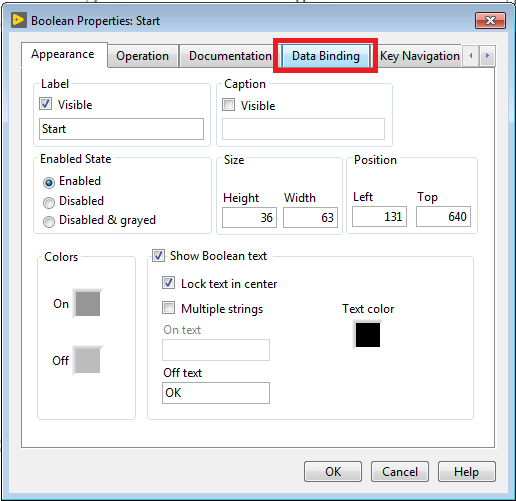 Boolean Properties: Start
Appearance Operation Documentation Data Binding Key Navigation
Label Caption
Visible Visible
Start
Enabled State Size Position
Enabled
Disabled Height Width Left Top
Disabled & grayed 36 63 131 640
Colors Show Boolean text
Lock text in center
On Multiple strings Text color
On text
Off Off text
OK
OK Cancel Help